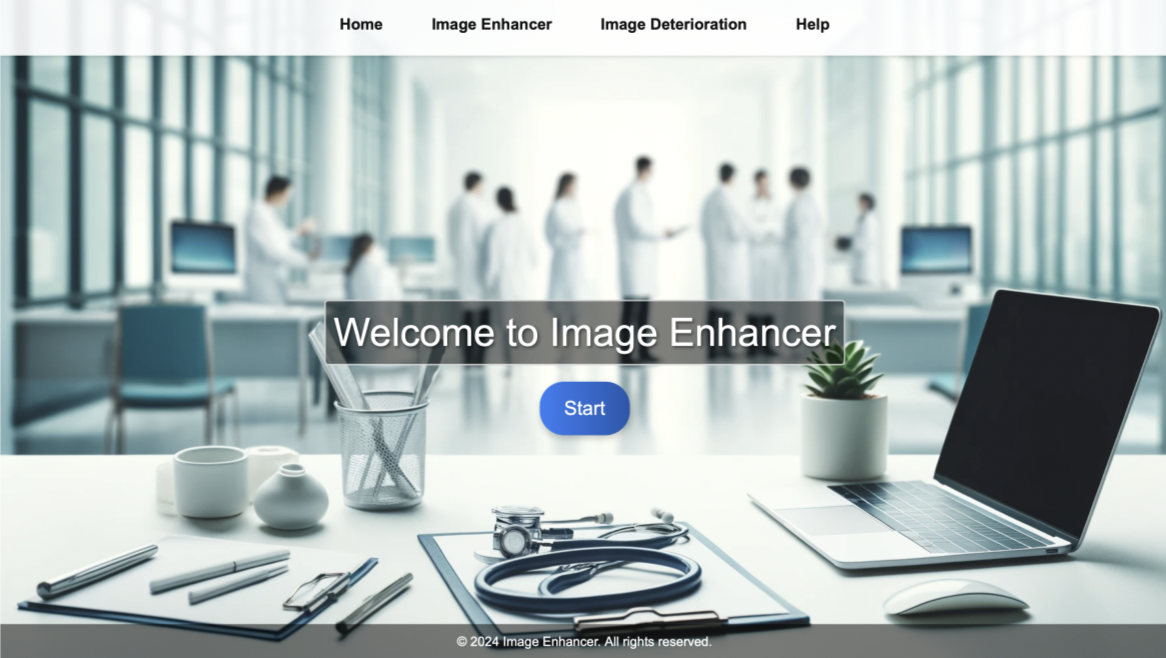 Home Image Enhancer Image Deterioration Help
Welcome to Image Enhancer
Start
© 2024 Image Enhancer. All rights reserved.